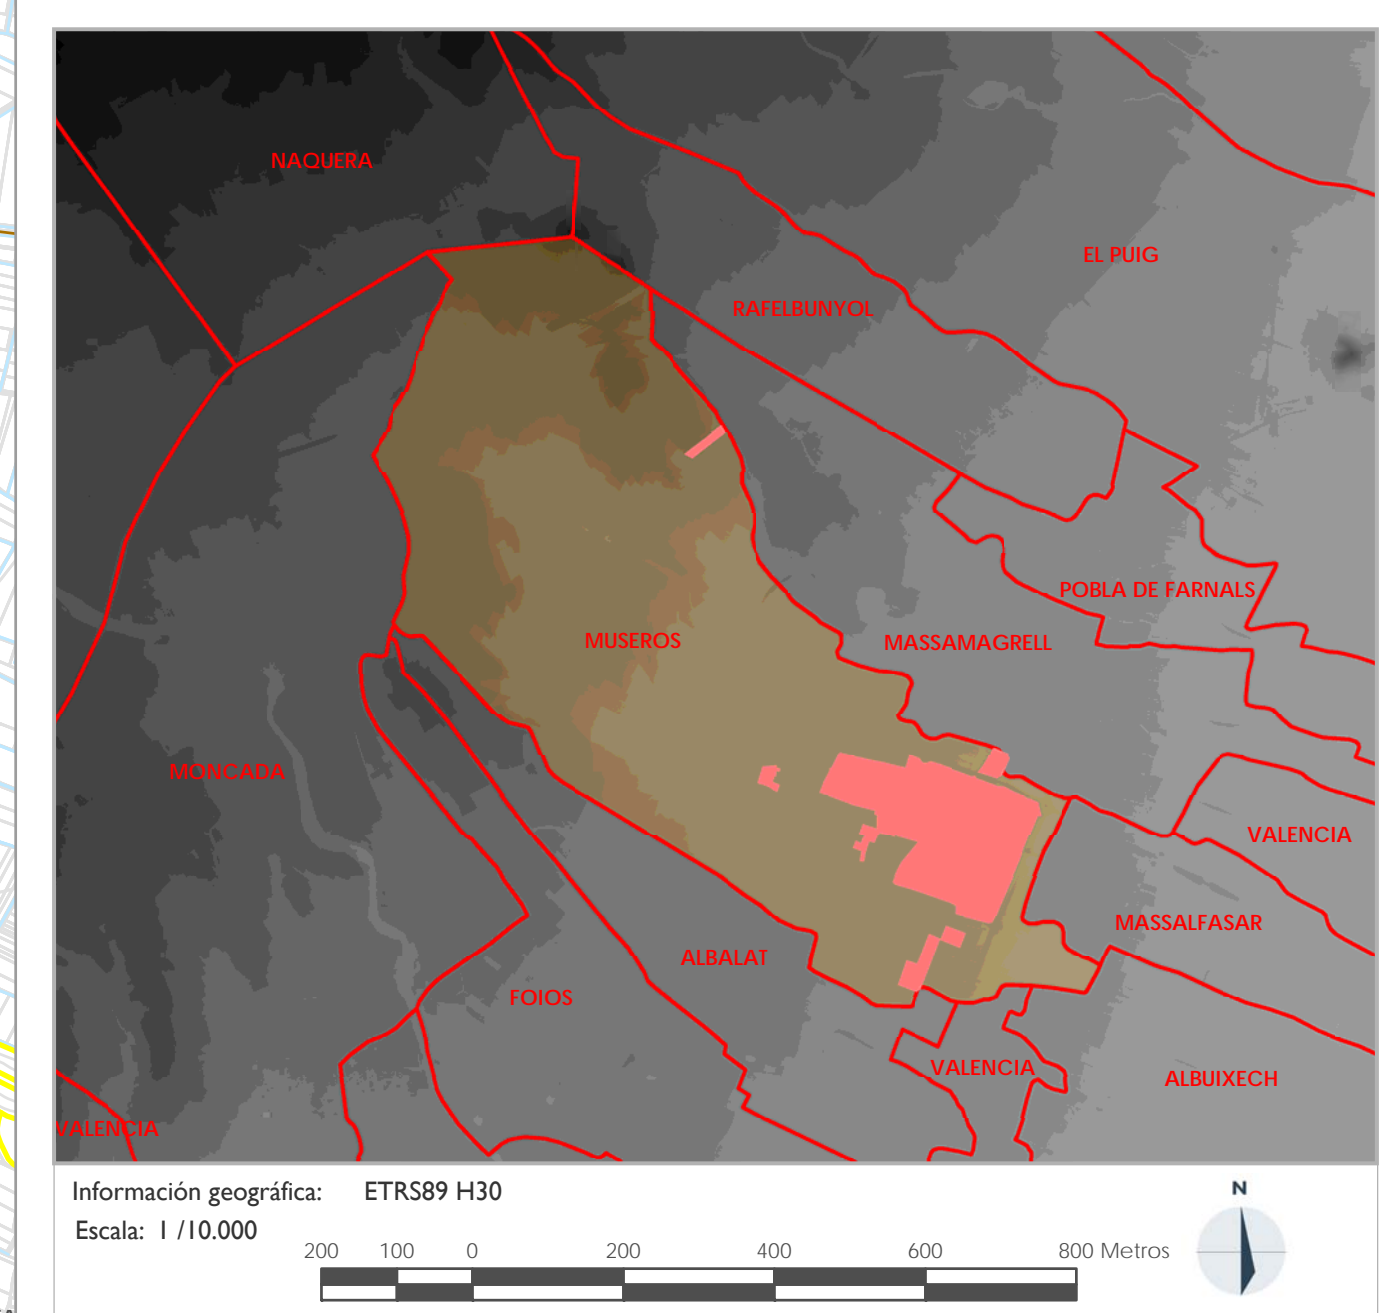 NAQUERA
EL PUIG
RAFELBUNYOL
POBLA DE FARNALS
MUSEROS
MASSAMAGRELL
MONCADA
VALENCIA
MASSALFASAR
ALBALAT
FOIOS
VALENCIA
ALBUIXECH
VALENCIA
Información geográfica: ETRS89 H30
N
Escala: 1 /10.000
200 100 0 200 400 600 800 Metros